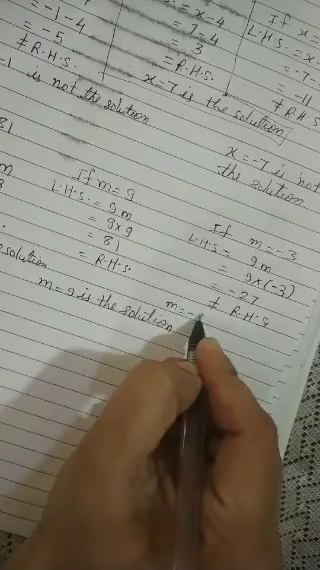 = -1-4
= -5
≠ R.H.S.
-1 is not the solution
= x-4
= 7-4
= 3
= R.H.S.
x=7 is the solution
If x =
L.H.S. = x
= -7-
= -11
≠ R.H.S
x=-7 is not
the solution
81
m
If m=9
L.H.S. = 9m
= 9×9
= 81
= R.H.S.
solution
m=9 is the solution
If m=-3
L.H.S = 9m
= 9×(-3)
= -27
≠ R.H.S
m=-